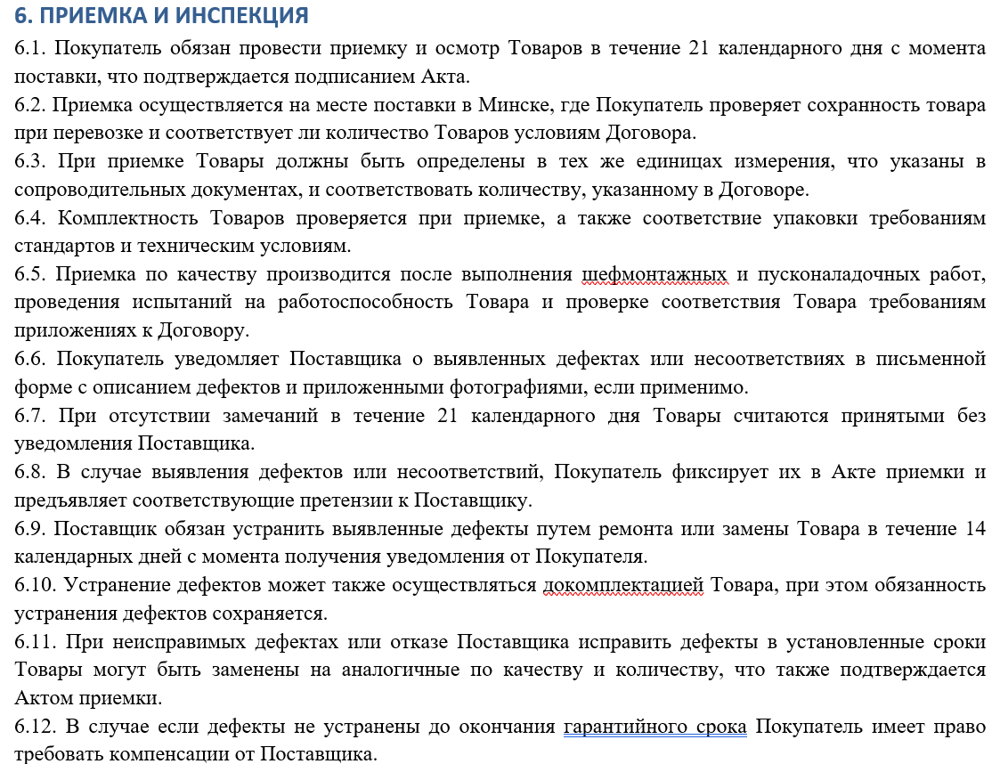 6. ПРИЕМКА И ИНСПЕКЦИЯ
6.1. Покупатель обязан провести приемку и осмотр Товаров в течение 21 календарного дня с момента
поставки, что подтверждается подписанием Акта.
6.2. Приемка осуществляется на месте поставки в Минске, где Покупатель проверяет сохранность товара
при перевозке и соответствует ли количество Товаров условиям Договора.
6.3. При приемке Товары должны быть определены в тех же единицах измерения, что указаны в
сопроводительных документах, и соответствовать количеству, указанному в Договоре.
6.4. Комплектность Товаров проверяется при приемке, а также соответствие упаковки требованиям
стандартов и техническим условиям.
6.5. Приемка по качеству производится после выполнения шефмонтажных и пусконаладочных работ,
проведения испытаний на работоспособность Товара и проверке соответствия Товара требованиям
приложениях к Договору.
6.6. Покупатель уведомляет Поставщика о выявленных дефектах или несоответствиях в письменной
форме с описанием дефектов и приложенными фотографиями, если применимо.
6.7. При отсутствии замечаний в течение 21 календарного дня Товары считаются принятыми без
уведомления Поставщика.
6.8. В случае выявления дефектов или несоответствий, Покупатель фиксирует их в Акте приемки и
предъявляет соответствующие претензии к Поставщику.
6.9. Поставщик обязан устранить выявленные дефекты путем ремонта или замены Товара в течение 14
календарных дней с момента получения уведомления от Покупателя.
6.10. Устранение дефектов может также осуществляться докомплектацией Товара, при этом обязанность
устранения дефектов сохраняется.
6.11. При неисправимых дефектах или отказе Поставщика исправить дефекты в установленные сроки
Товары могут быть заменены на аналогичные по качеству и количеству, что также подтверждается
Актом приемки.
6.12. В случае если дефекты не устранены до окончания гарантийного срока Покупатель имеет право
требовать компенсации от Поставщика.